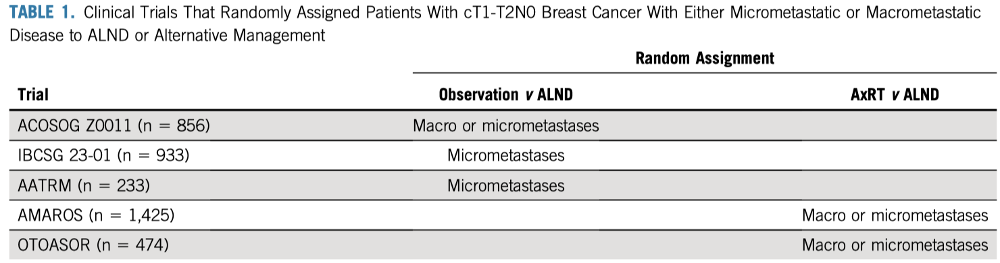 TABLE 1. Clinical Trials That Randomly Assigned Patients With cT1-T2N0 Breast Cancer With Either Micrometastatic or Macrometastatic
Disease to ALND or Alternative Management
Random Assignment
Trial Observation v ALND AxRT v ALND
ACOSOG Z0011 (n = 856) Macro or micrometastases
IBCSG 23-01 (n = 933) Micrometastases
AATRM (n = 233) Micrometastases
AMAROS (n = 1,425) Macro or micrometastases
OTOASOR (n = 474) Macro or micrometastases